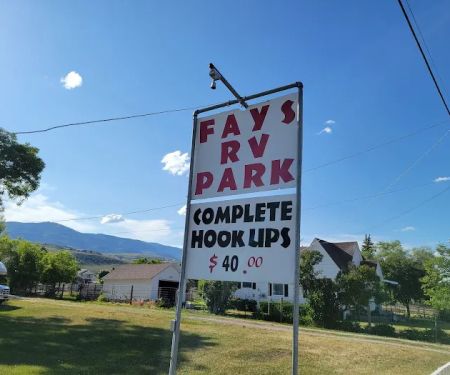 FAYS
RV
PARK
COMPLETE
HOOK UPS
$40.00